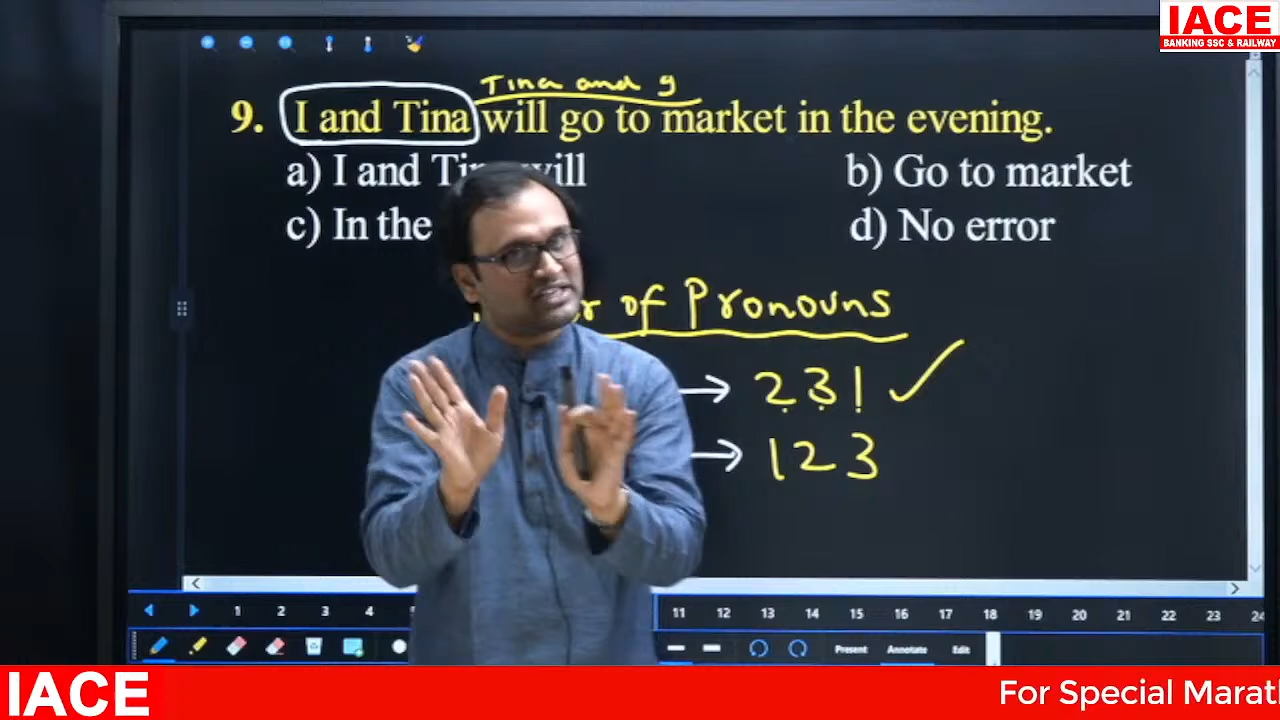 IACE
BANKING SSC & RAILWAY
Tina and I
9. I and Tina will go to market in the evening.
a) I and Tina will
b) Go to market
c) In the
d) No error
of Pronouns
→ 231 ✓
→ 123
1 2 3 4
11 12 13 14 15 16 17 18 19 20 21 22 23 24
Present Annotate Edit
IACE
For Special Marat